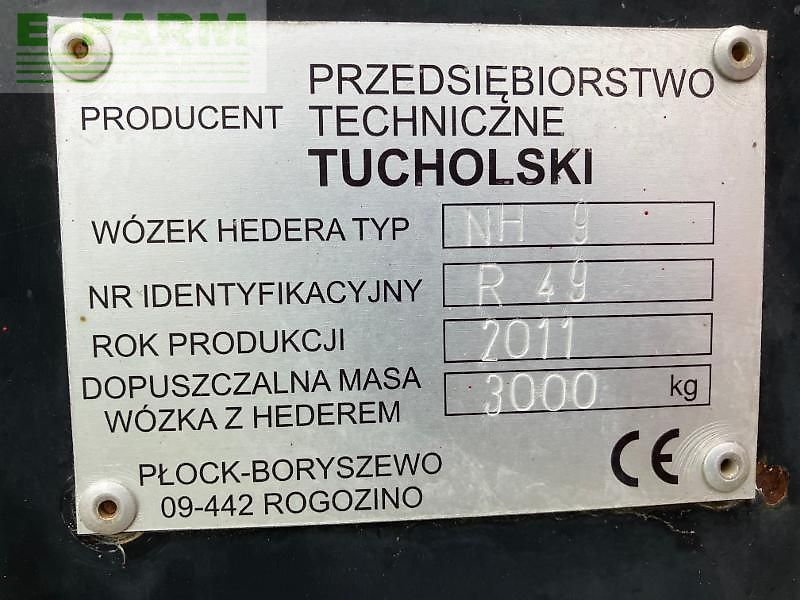 E-FARM
PRZEDSIĘBIORSTWO
PRODUCENT TECHNICZNE
TUCHOLSKI
WÓZEK HEDERA TYP NH 9
NR IDENTYFIKACYJNY R 49
ROK PRODUKCJI 2011
DOPUSZCZALNA MASA
WÓZKA Z HEDEREM 3000 kg
PŁOCK-BORYSZEWO
09-442 ROGOZINO
CE